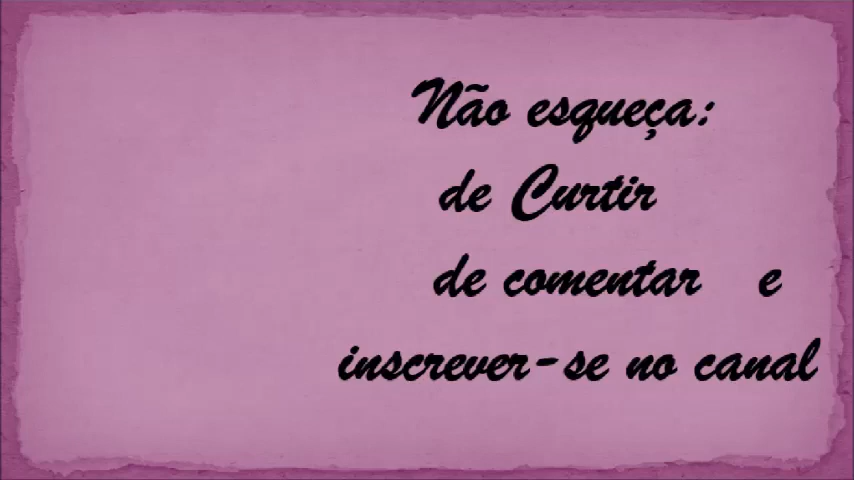 Não esqueça:
de Curtir
de comentar e
inscrever-se no canal